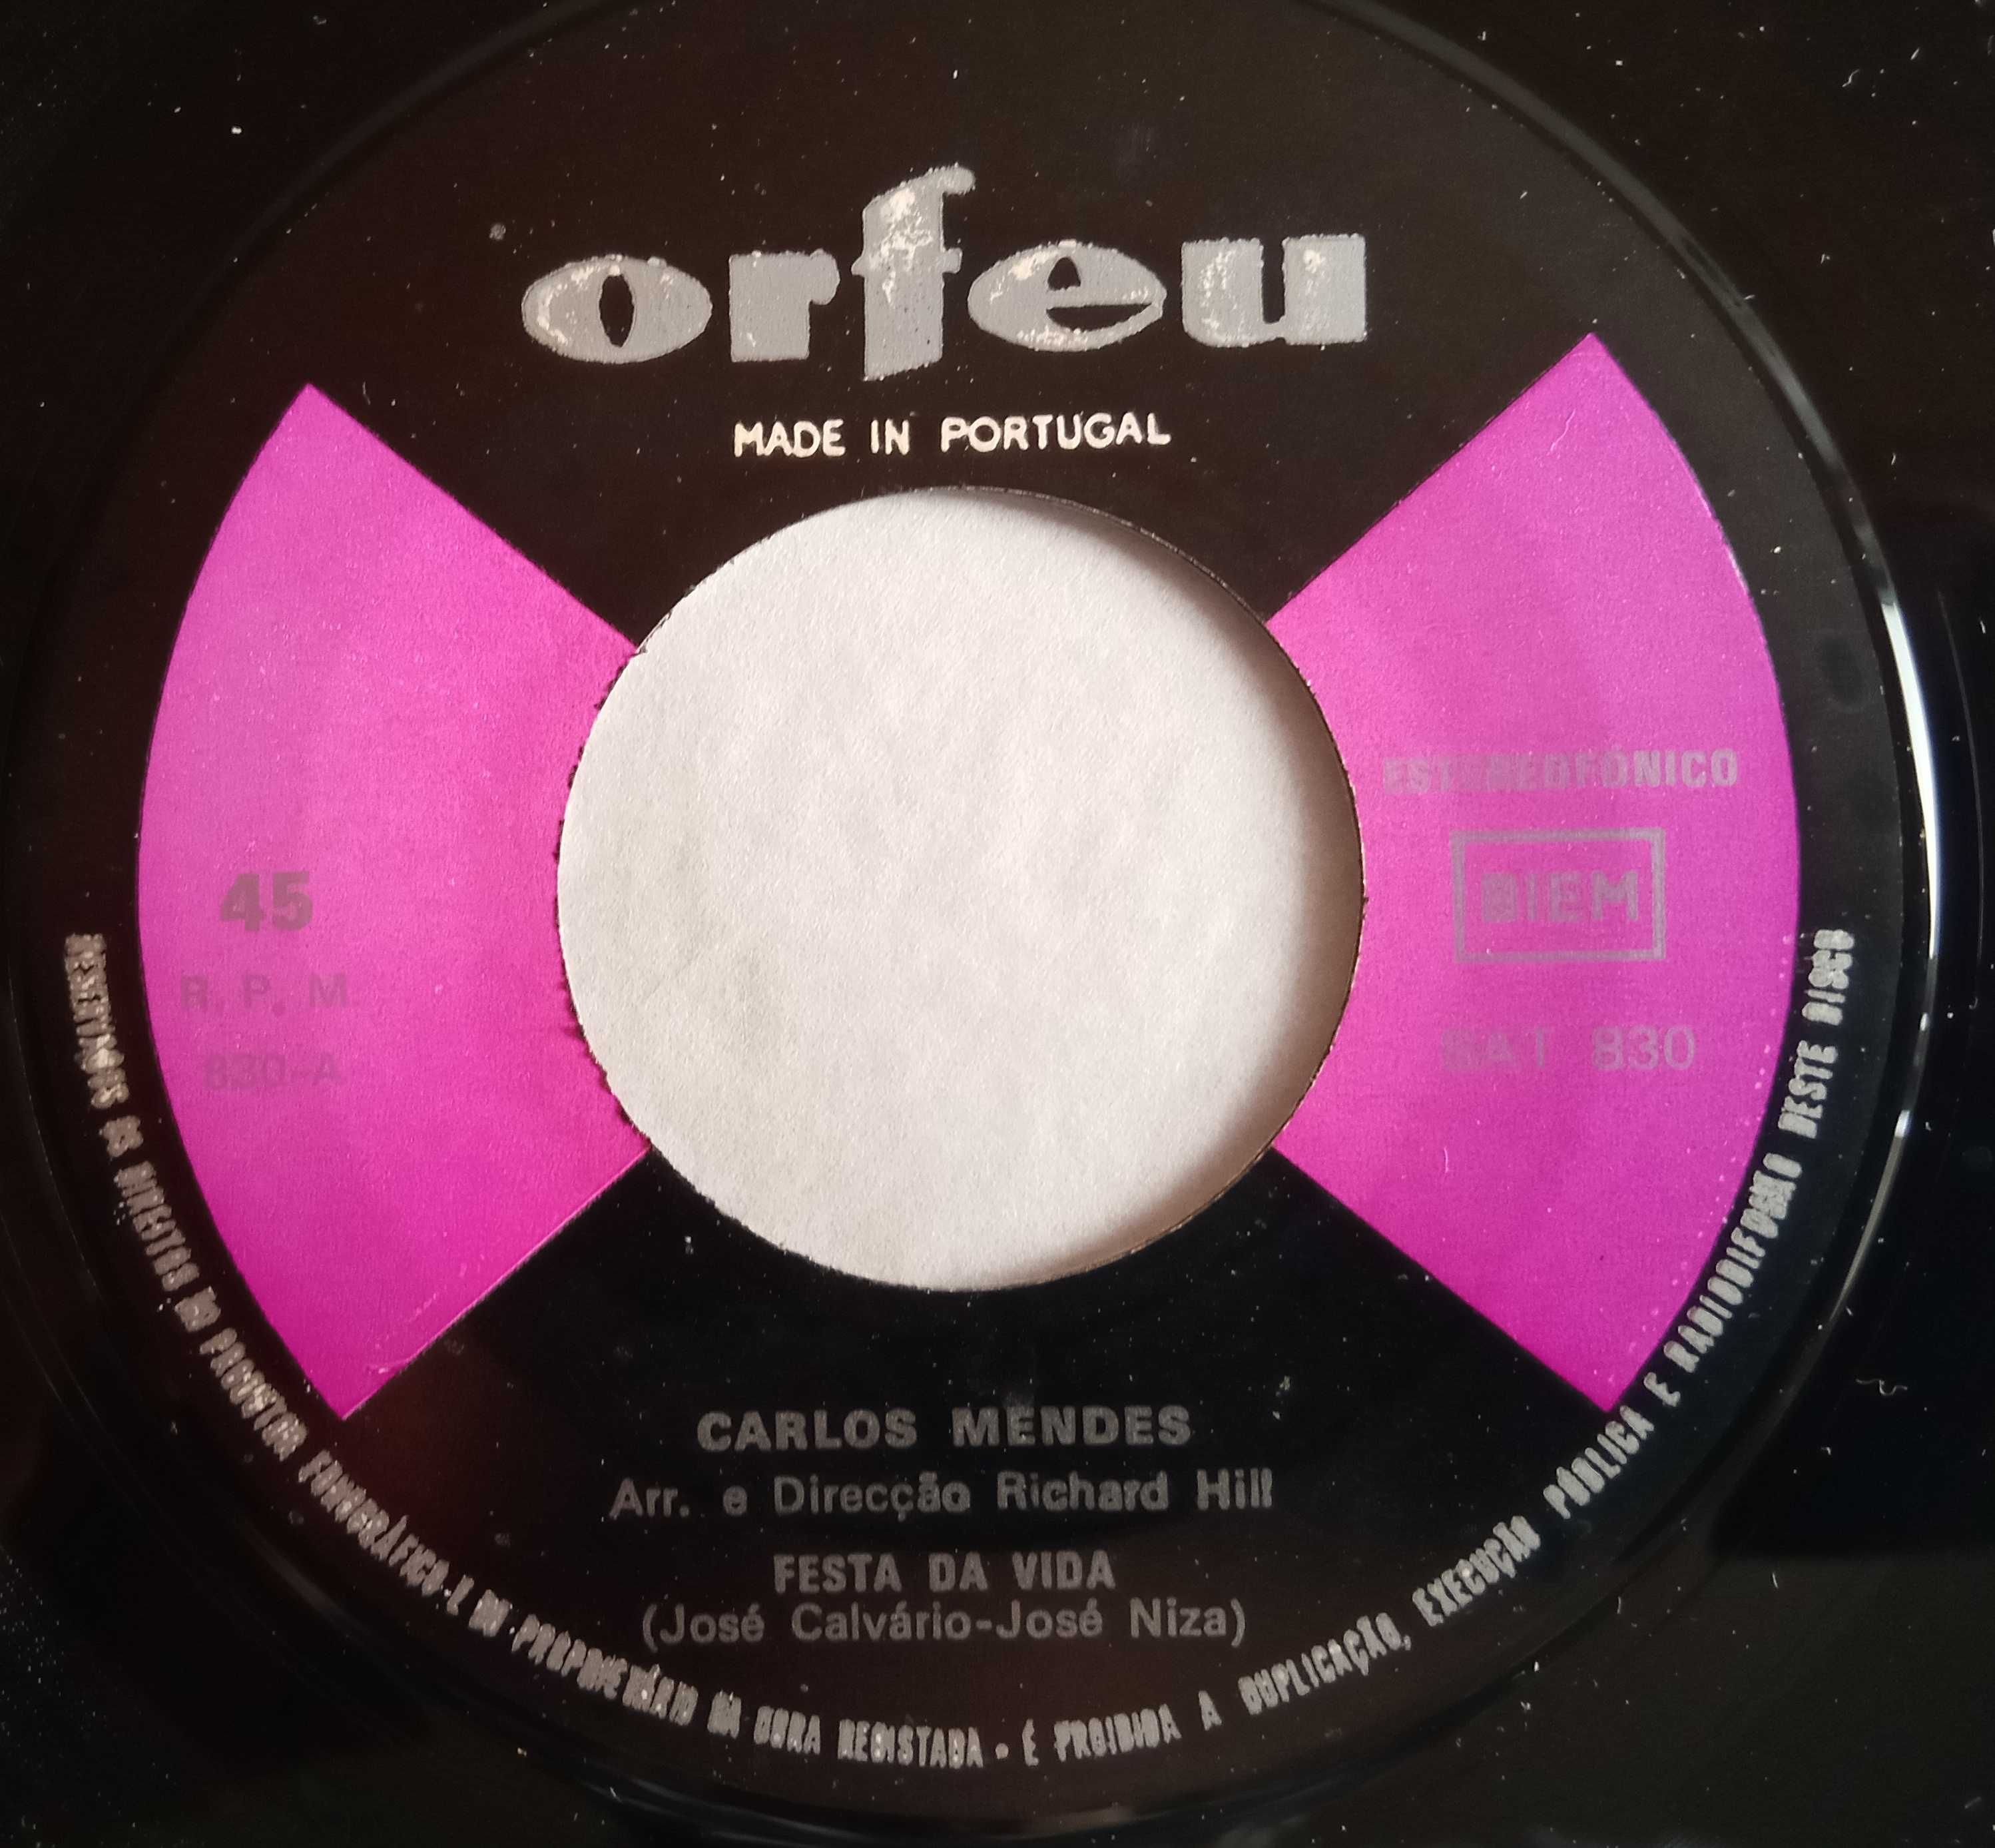 orfeu
MADE IN PORTUGAL
45
R. P. M.
830-A
ESTEREOFÓNICO
BIEM
SAT 830
CARLOS MENDES
Arr. e Direcção Richard Hill
FESTA DA VIDA
(José Calvário-José Niza)
RESERVADOS OS DIREITOS DO PRODUTOR FONOGRÁFICO E DO PROPRIETÁRIO DA OBRA REGISTADA • É PROIBIDA A DUPLICAÇÃO, EXECUÇÃO PÚBLICA E RADIODIFUSÃO DESTE DISCO